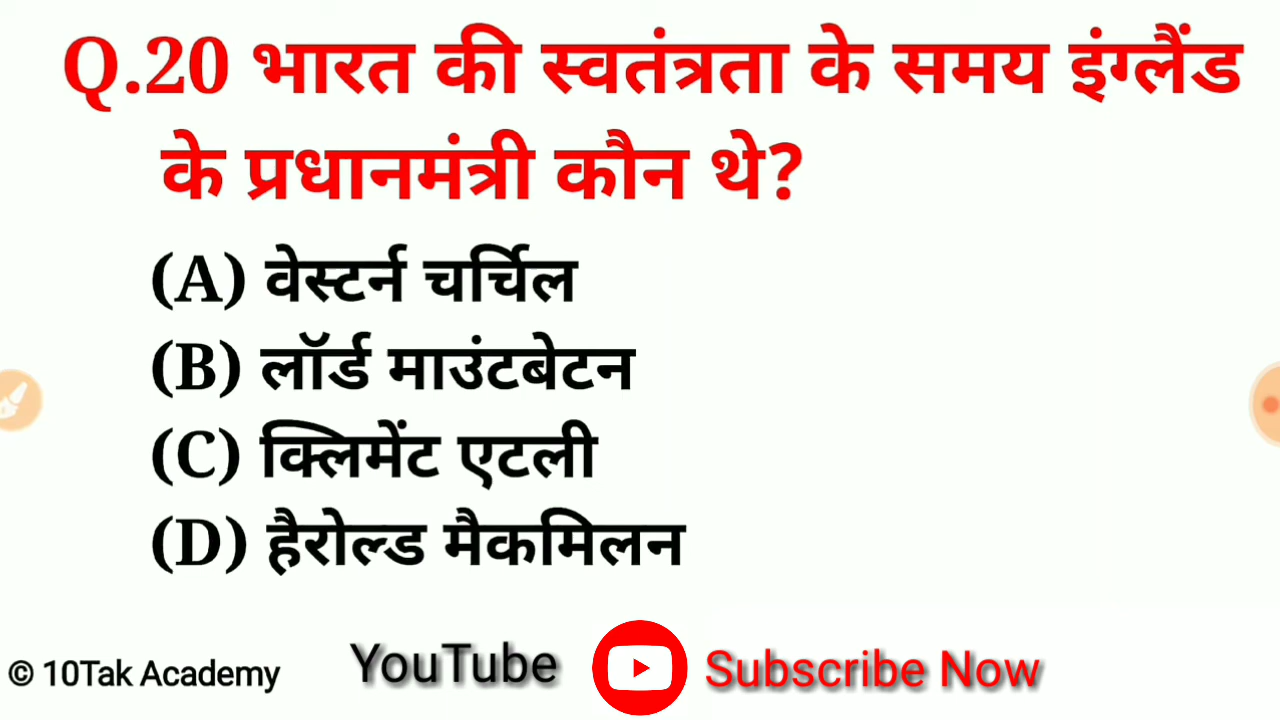 Q.20 भारत की स्वतंत्रता के समय इंग्लैंड
के प्रधानमंत्री कौन थे?
(A) वेस्टर्न चर्चिल
(B) लॉर्ड माउंटबेटन
(C) क्लिमेंट एटली
(D) हैरोल्ड मैकमिलन
© 10Tak Academy YouTube Subscribe Now